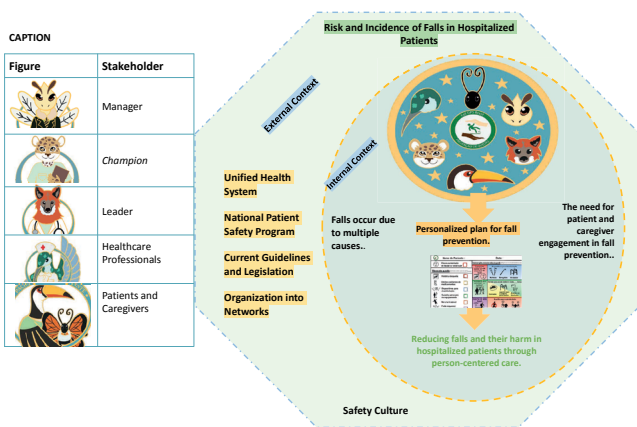 CAPTION
Figure
Stakeholder
Manager
Champion
Leader
Healthcare
Professionals
Patients and
Caregivers
Risk and Incidence of Falls in Hospitalized
Patients
External Context
Internal Context
Unified Health
System
National Patient
Safety Program
Current Guidelines
and Legislation
Organization into
Networks
Falls occur due
to multiple
causes..
Personalized plan for fall
prevention.
The need for
patient and
caregiver
engagement in fall
prevention..
Reducing falls and their harm in
hospitalized patients through
person-centered care.
Safety Culture